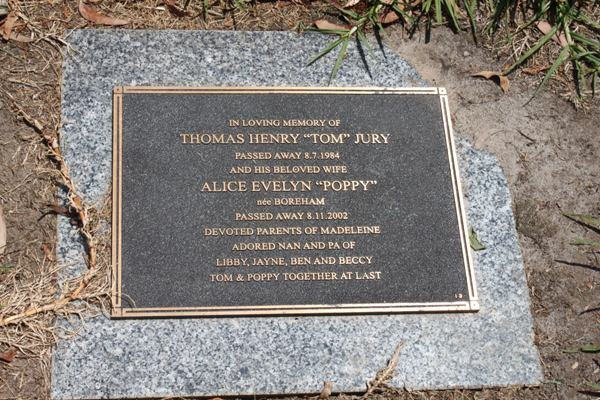 IN LOVING MEMORY OF
THOMAS HENRY "TOM" JURY
PASSED AWAY 8.7.1984
AND HIS BELOVED WIFE
ALICE EVELYN "POPPY"
née BOREHAM
PASSED AWAY 8.11.2002
DEVOTED PARENTS OF MADELEINE
ADORED NAN AND PA OF
LIBBY, JAYNE, BEN AND BECCY
TOM & POPPY TOGETHER AT LAST